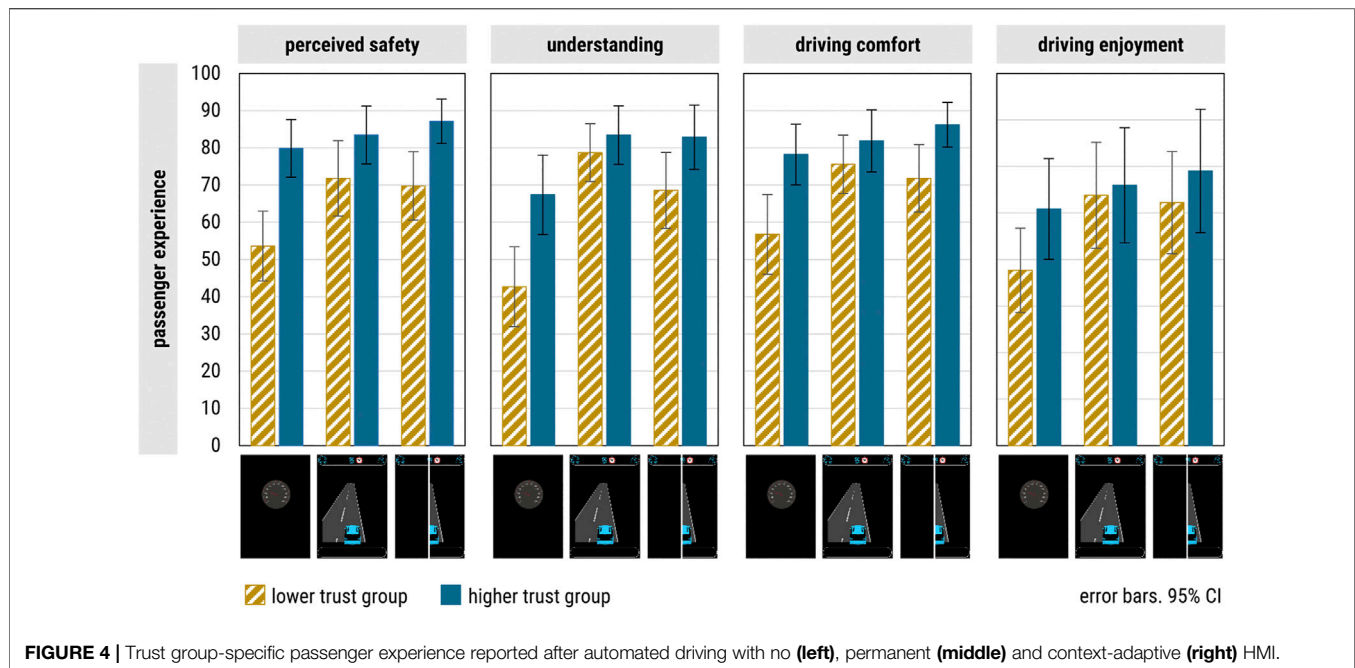 perceived safety
understanding
driving comfort
driving enjoyment
passenger experience
100
90
80
70
60
50
40
30
20
10
0
lower trust group
higher trust group
error bars. 95% CI
FIGURE 4 | Trust group-specific passenger experience reported after automated driving with no (left), permanent (middle) and context-adaptive (right) HMI.